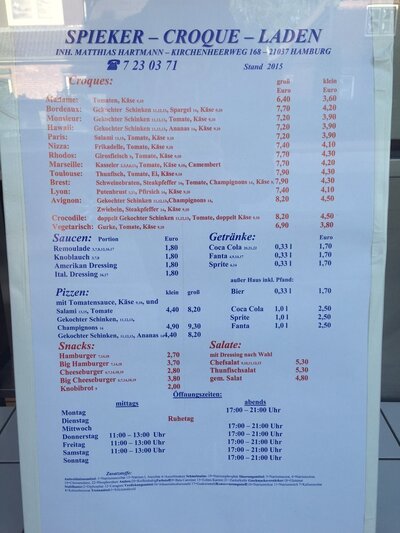 SPIEKER – CROQUE – LADEN
INH. MATTHIAS HARTMANN – KIRCHENHEERWEG 168 – 21037 HAMBURG
☎ 7 23 03 71 Stand 2015
Croques: groß klein
Euro Euro
Madame: Tomaten, Käse 6,40 3,60
Bordeaux: Gekochter Schinken Spargel Käse 7,70 4,20
Monsieur: Gekochter Schinken Tomate, Käse 7,20 3,90
Hawaii: Gekochter Schinken Ananas Käse 7,20 3,90
Paris: Salami Tomate, Käse 7,20 3,90
Nizza: Frikadelle, Tomate, Käse 7,40 4,10
Rhodos: Girosfleisch Tomate, Käse 7,70 4,30
Marseille: Kasseler Tomate, Käse Camembert 7,70 4,20
Toulouse: Thunfisch, Tomate, Ei, Käse 7,90 4,30
Brest: Schweinebraten, Steakpfeffer Tomate, Champignons Käse 7,90 4,30
Lyon: Putenbrust Pfirsich Käse 7,40 4,10
Avignon: Gekochter Schinken Champignons 8,20 4,50
Zwiebeln, Steakpfeffer Käse
Crocodile: doppelt Gekochter Schinken Tomate, doppelt Käse 8,20 4,50
Vegetarisch: Gurke, Tomate, Käse 6,90 3,80
Saucen: Portion Euro
Remoulade 1,80
Knoblauch 1,80
Amerikan Dressing 1,80
Ital. Dressing 1,80
Getränke: Euro
Coca Cola 0,33 l 1,70
Fanta 0,33 l 1,70
Sprite 0,33 l 1,70
außer Haus inkl. Pfand:
Bier 0,33 l 1,70
Coca Cola 1,0 l 2,50
Sprite 1,0 l 2,50
Fanta 1,0 l 2,50
Pizzen: klein groß
mit Tomatensauce, Käse und
Salami Tomate 4,40 8,20
Gekochter Schinken,
Champignons 4,90 9,30
Gekochter Schinken, Ananas 4,40 8,20
Snacks:
Hamburger 2,70
Big Hamburger 3,70
Cheeseburger 2,80
Big Cheeseburger 3,80
Knobibrot 2,00
Salate:
mit Dressing nach Wahl
Chefsalat 5,30
Thunfischsalat 5,30
gem. Salat 4,80
Öffnungszeiten:
mittags abends
Montag 17:00 – 21:00 Uhr
Dienstag Ruhetag
Mittwoch 17:00 – 21:00 Uhr
Donnerstag 11:00 – 13:00 Uhr 17:00 – 21:00 Uhr
Freitag 11:00 – 13:00 Uhr 17:00 – 21:00 Uhr
Samstag 11:00 – 13:00 Uhr 17:00 – 21:00 Uhr
Sonntag 17:00 – 21:00 Uhr
Zusatzstoffe: